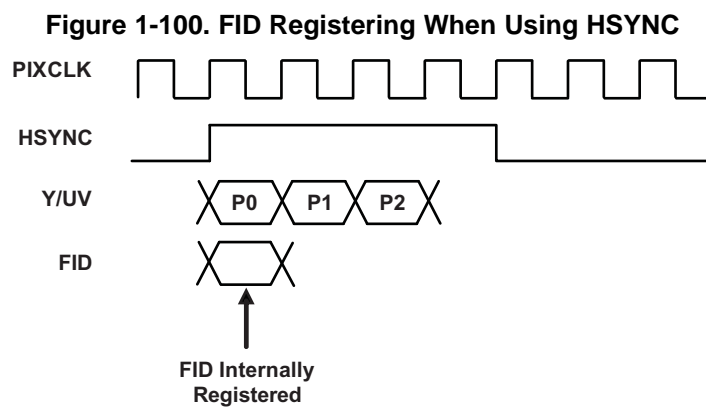 Figure 1-100. FID Registering When Using HSYNC
PIXCLK
HSYNC
Y/UV
P0 P1 P2
FID
FID Internally
Registered